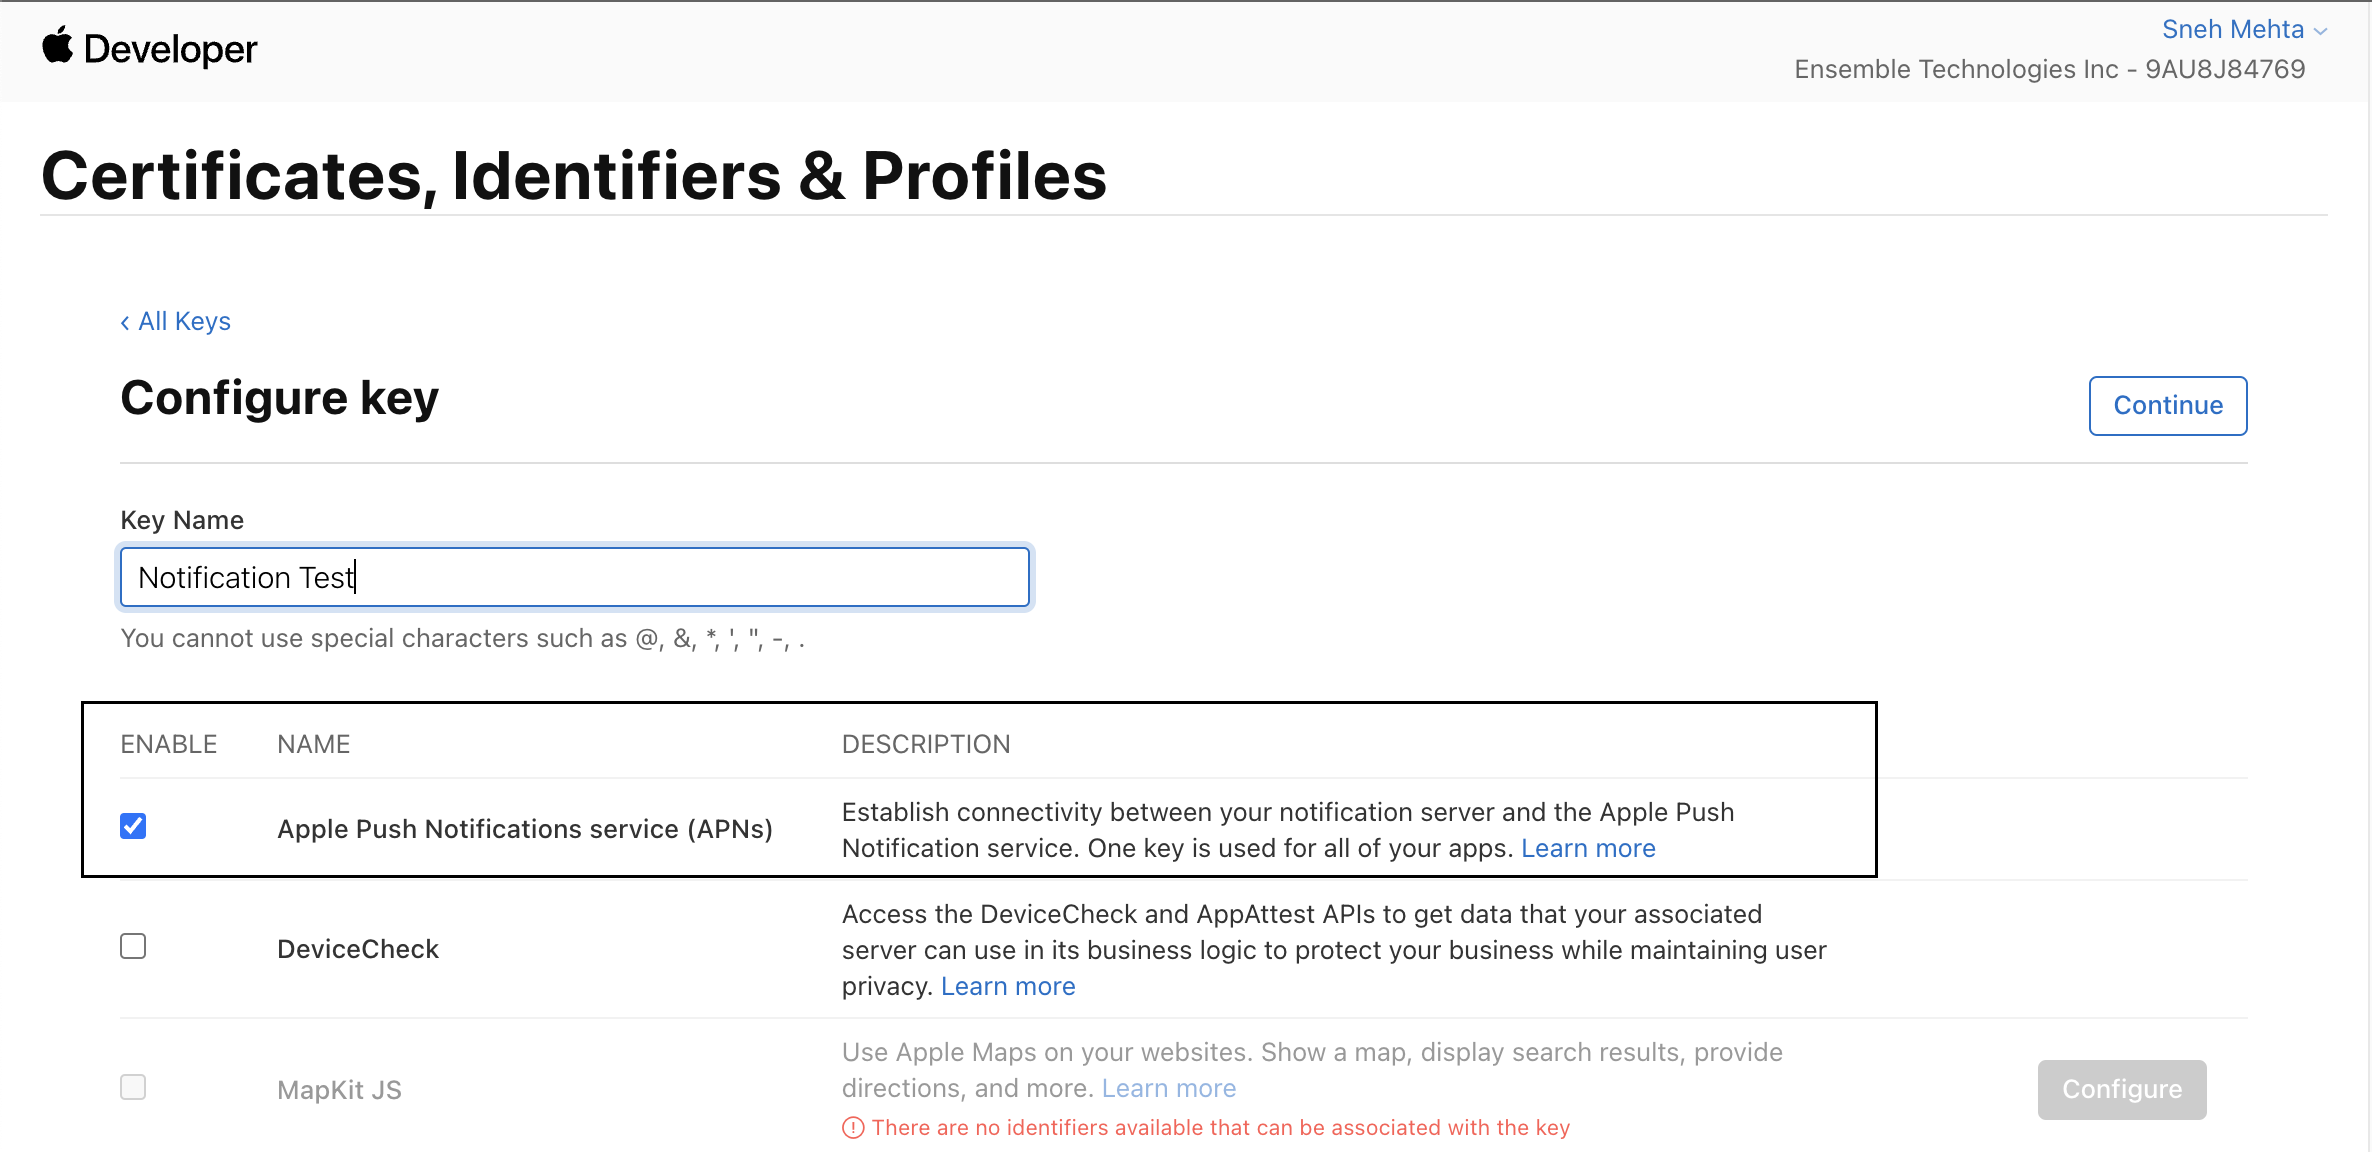 Developer
Sneh Mehta
Ensemble Technologies Inc - 9AU8J84769
Certificates, Identifiers & Profiles
‹ All Keys
Configure key
Continue
Key Name
Notification Test
You cannot use special characters such as @, &, *, ', ", -, .
ENABLE NAME DESCRIPTION
Apple Push Notifications service (APNs)
Establish connectivity between your notification server and the Apple Push
Notification service. One key is used for all of your apps. Learn more
DeviceCheck
Access the DeviceCheck and AppAttest APIs to get data that your associated
server can use in its business logic to protect your business while maintaining user
privacy. Learn more
MapKit JS
Use Apple Maps on your websites. Show a map, display search results, provide
directions, and more. Learn more
There are no identifiers available that can be associated with the key
Configure